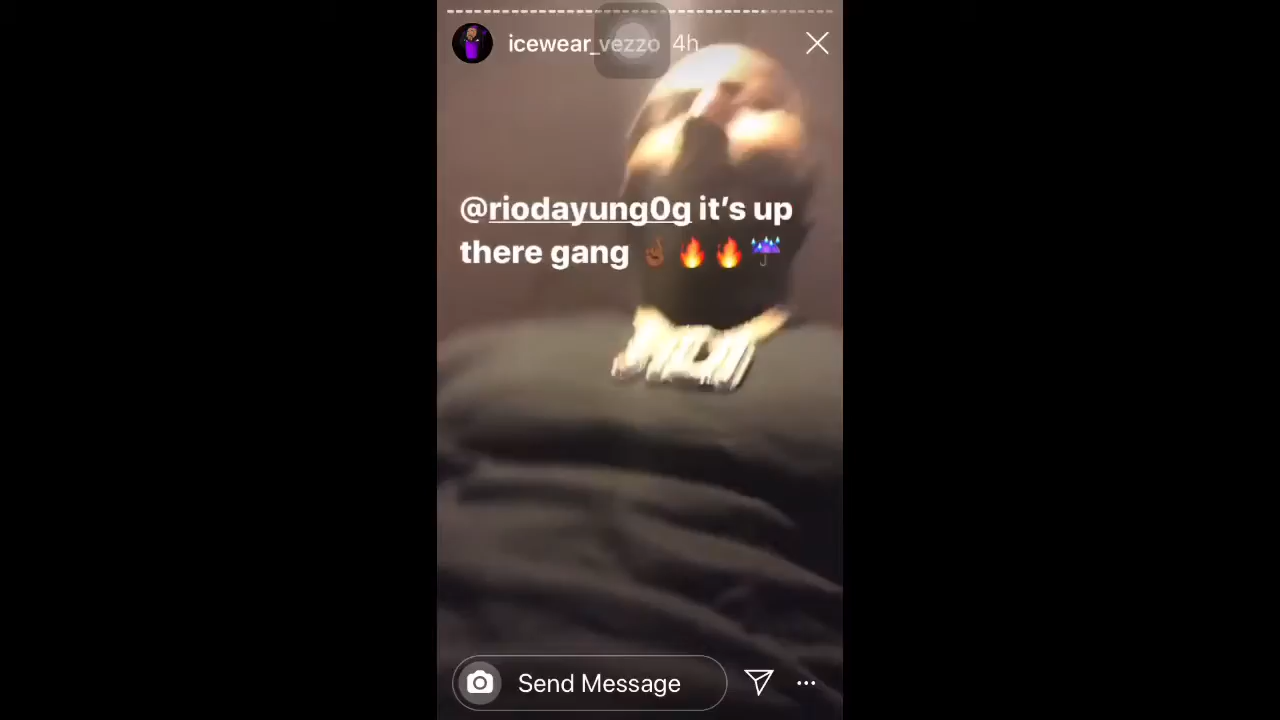 icewear_vezzo 4h
@riodayung0g it's up
there gang 🤞🏾🔥🔥☔
Send Message